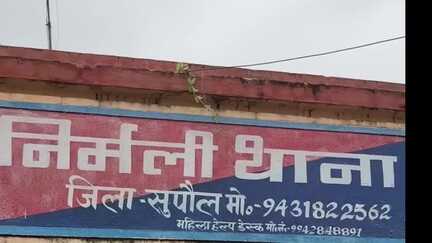 निर्मली थाना
जिला-सुपौल मो॰-9431822562
महिला हेल्प डेस्क मो॰नं॰-9942848891